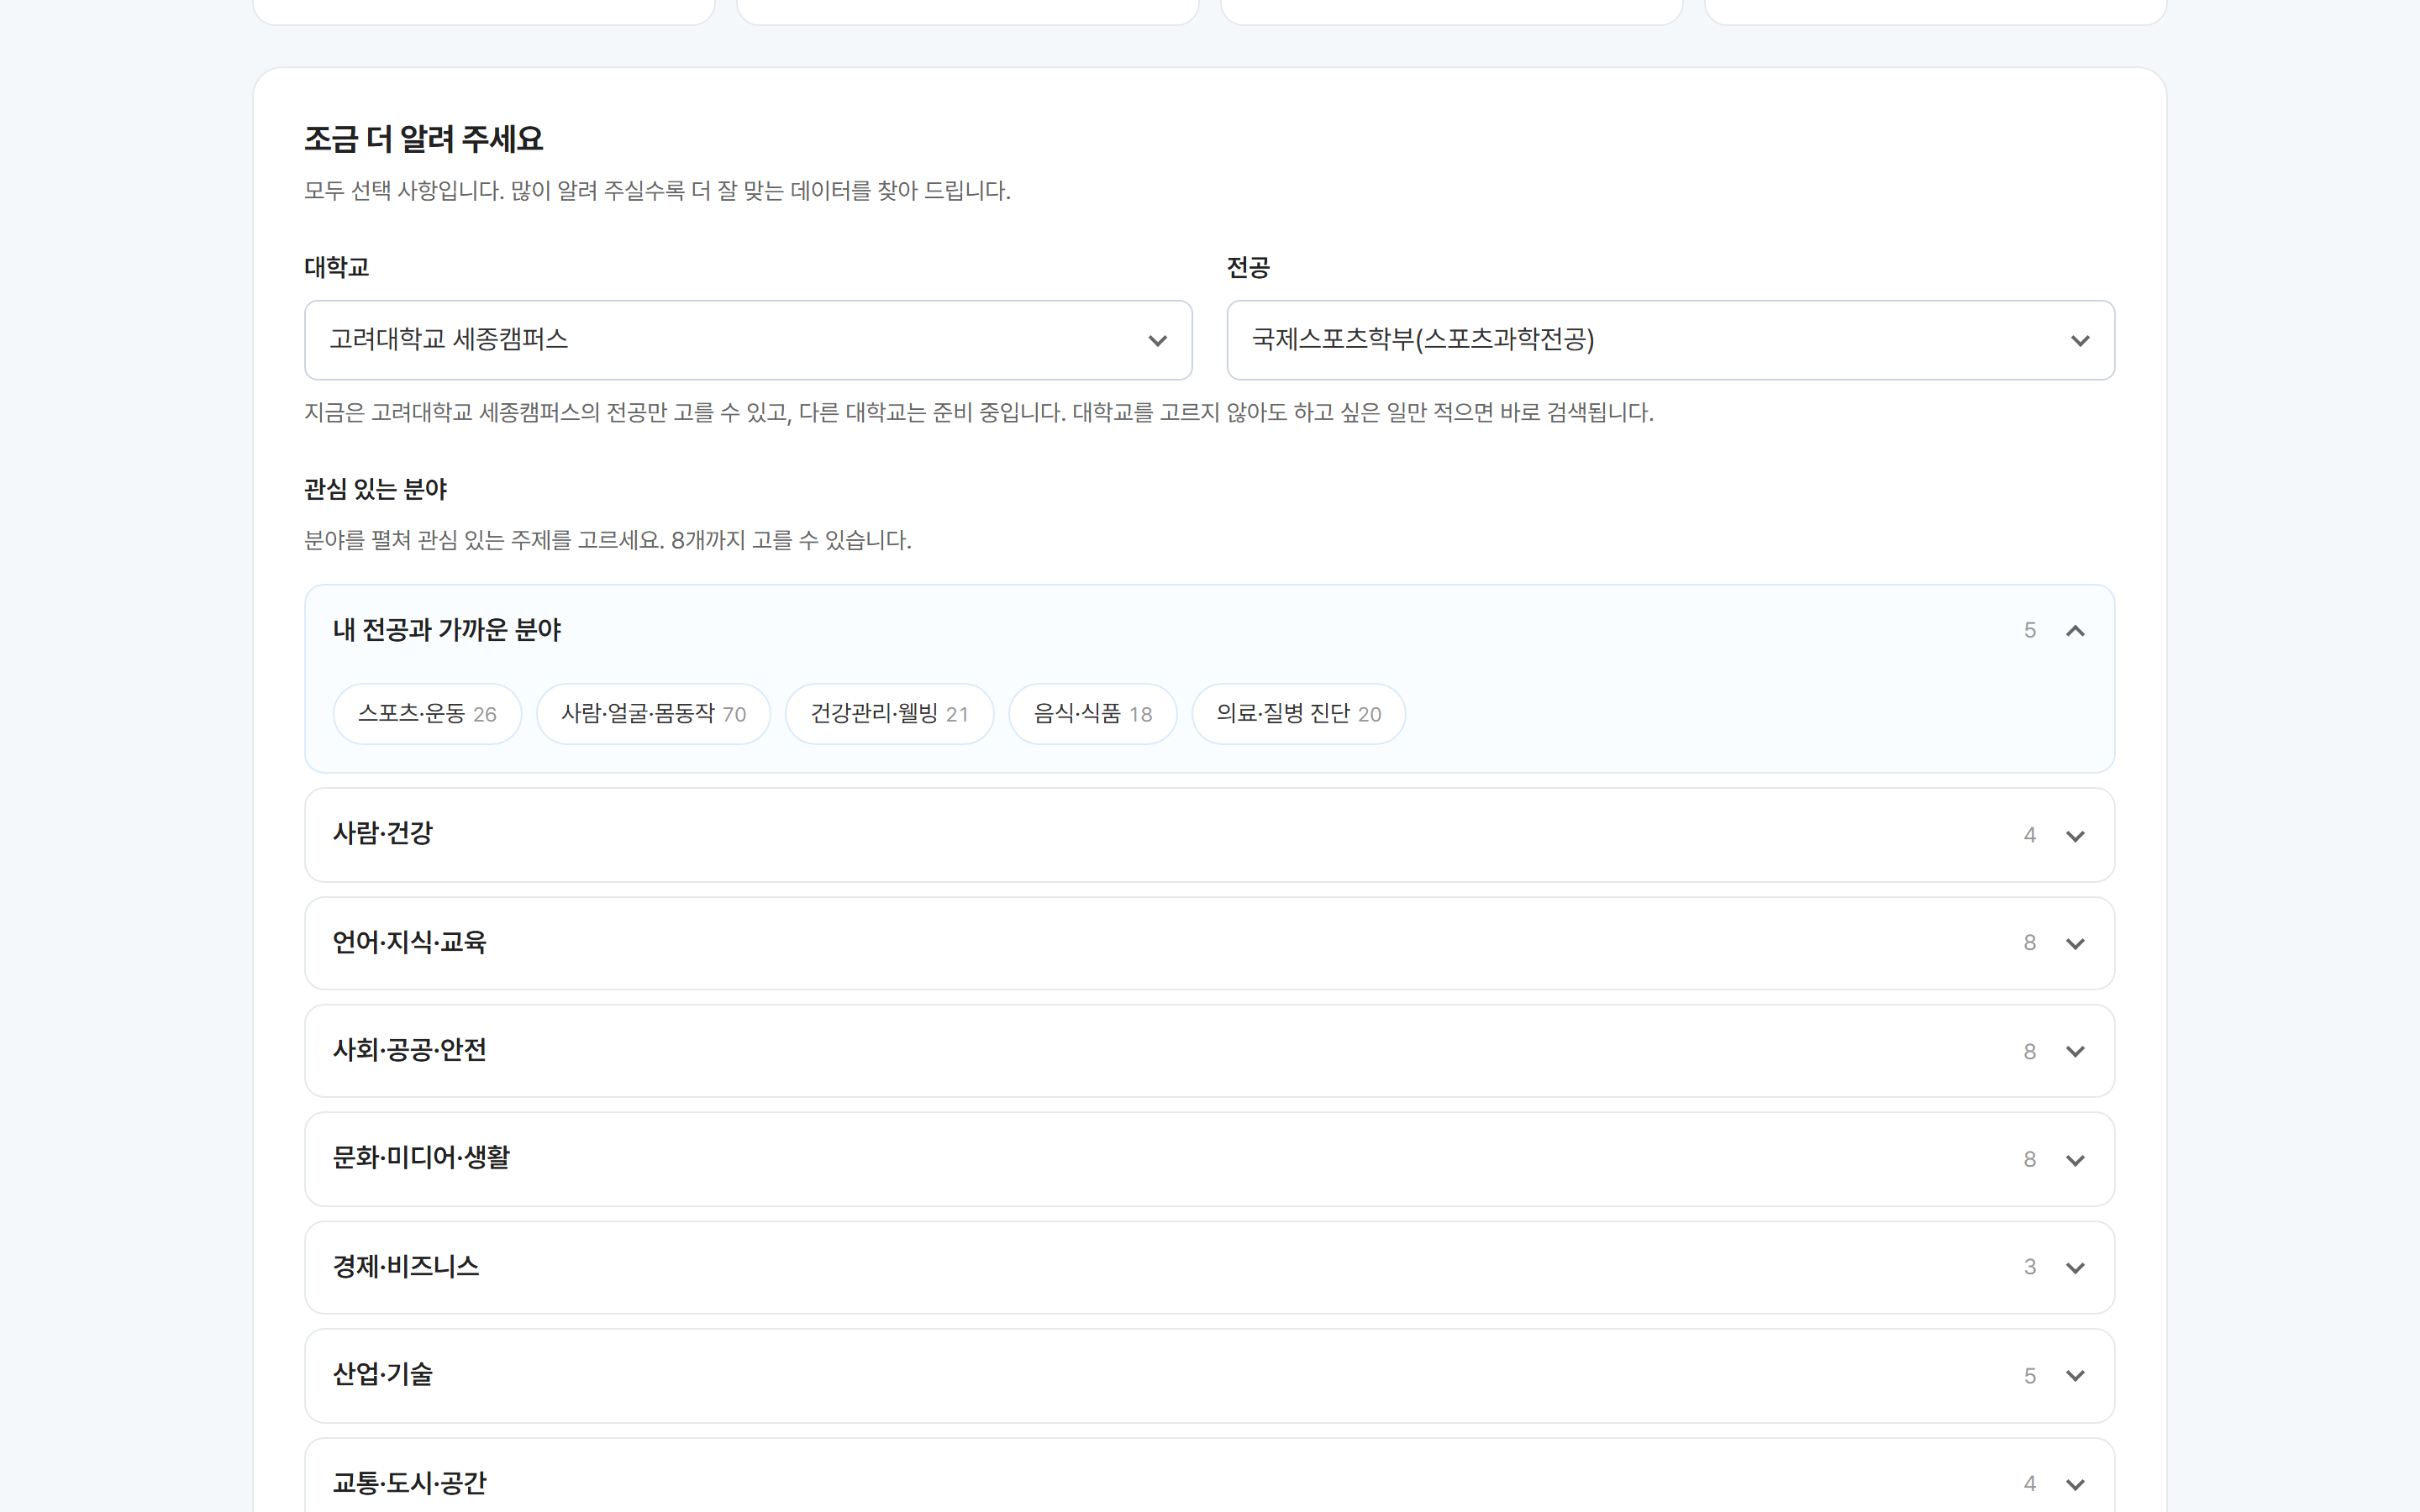 조금 더 알려 주세요
모두 선택 사항입니다. 많이 알려 주실수록 더 잘 맞는 데이터를 찾아 드립니다.
대학교
전공
고려대학교 세종캠퍼스
국제스포츠학부(스포츠과학전공)
지금은 고려대학교 세종캠퍼스의 전공만 고를 수 있고, 다른 대학교는 준비 중입니다. 대학교를 고르지 않아도 하고 싶은 일만 적으면 바로 검색됩니다.
관심 있는 분야
분야를 펼쳐 관심 있는 주제를 고르세요. 8개까지 고를 수 있습니다.
내 전공과 가까운 분야 5
스포츠·운동 26 사람·얼굴·몸동작 70 건강관리·웰빙 21 음식·식품 18 의료·질병 진단 20
사람·건강 4
언어·지식·교육 8
사회·공공·안전 8
문화·미디어·생활 8
경제·비즈니스 3
산업·기술 5
교통·도시·공간 4